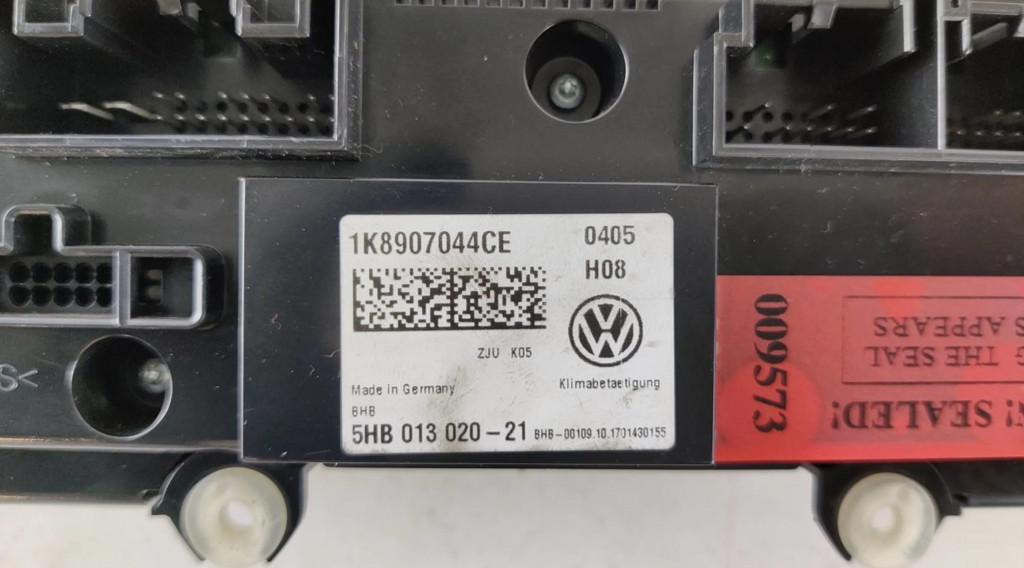 1K8907044CE 0405
H08
ZJU K05
Made in Germany
Klimabetaetigung
BHB
5HB 013 020-21 BHB-00109.10.1701430155
S<
009573
! SEALED!
G THE SEAL
S APPEARS